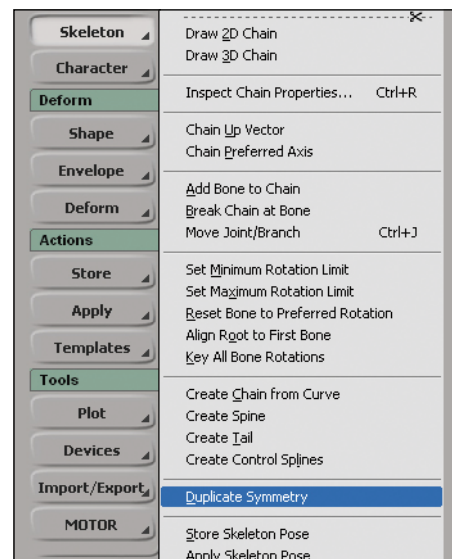 Skeleton
Character
Deform
Shape
Envelope
Deform
Actions
Store
Apply
Templates
Tools
Plot
Devices
Import/Export
MOTOR
Draw 2D Chain
Draw 3D Chain
Inspect Chain Properties... Ctrl+R
Chain Up Vector
Chain Preferred Axis
Add Bone to Chain
Break Chain at Bone
Move Joint/Branch Ctrl+J
Set Minimum Rotation Limit
Set Maximum Rotation Limit
Reset Bone to Preferred Rotation
Align Root to First Bone
Key All Bone Rotations
Create Chain from Curve
Create Spine
Create Tail
Create Control Splines
Duplicate Symmetry
Store Skeleton Pose
Apply Skeleton Pose